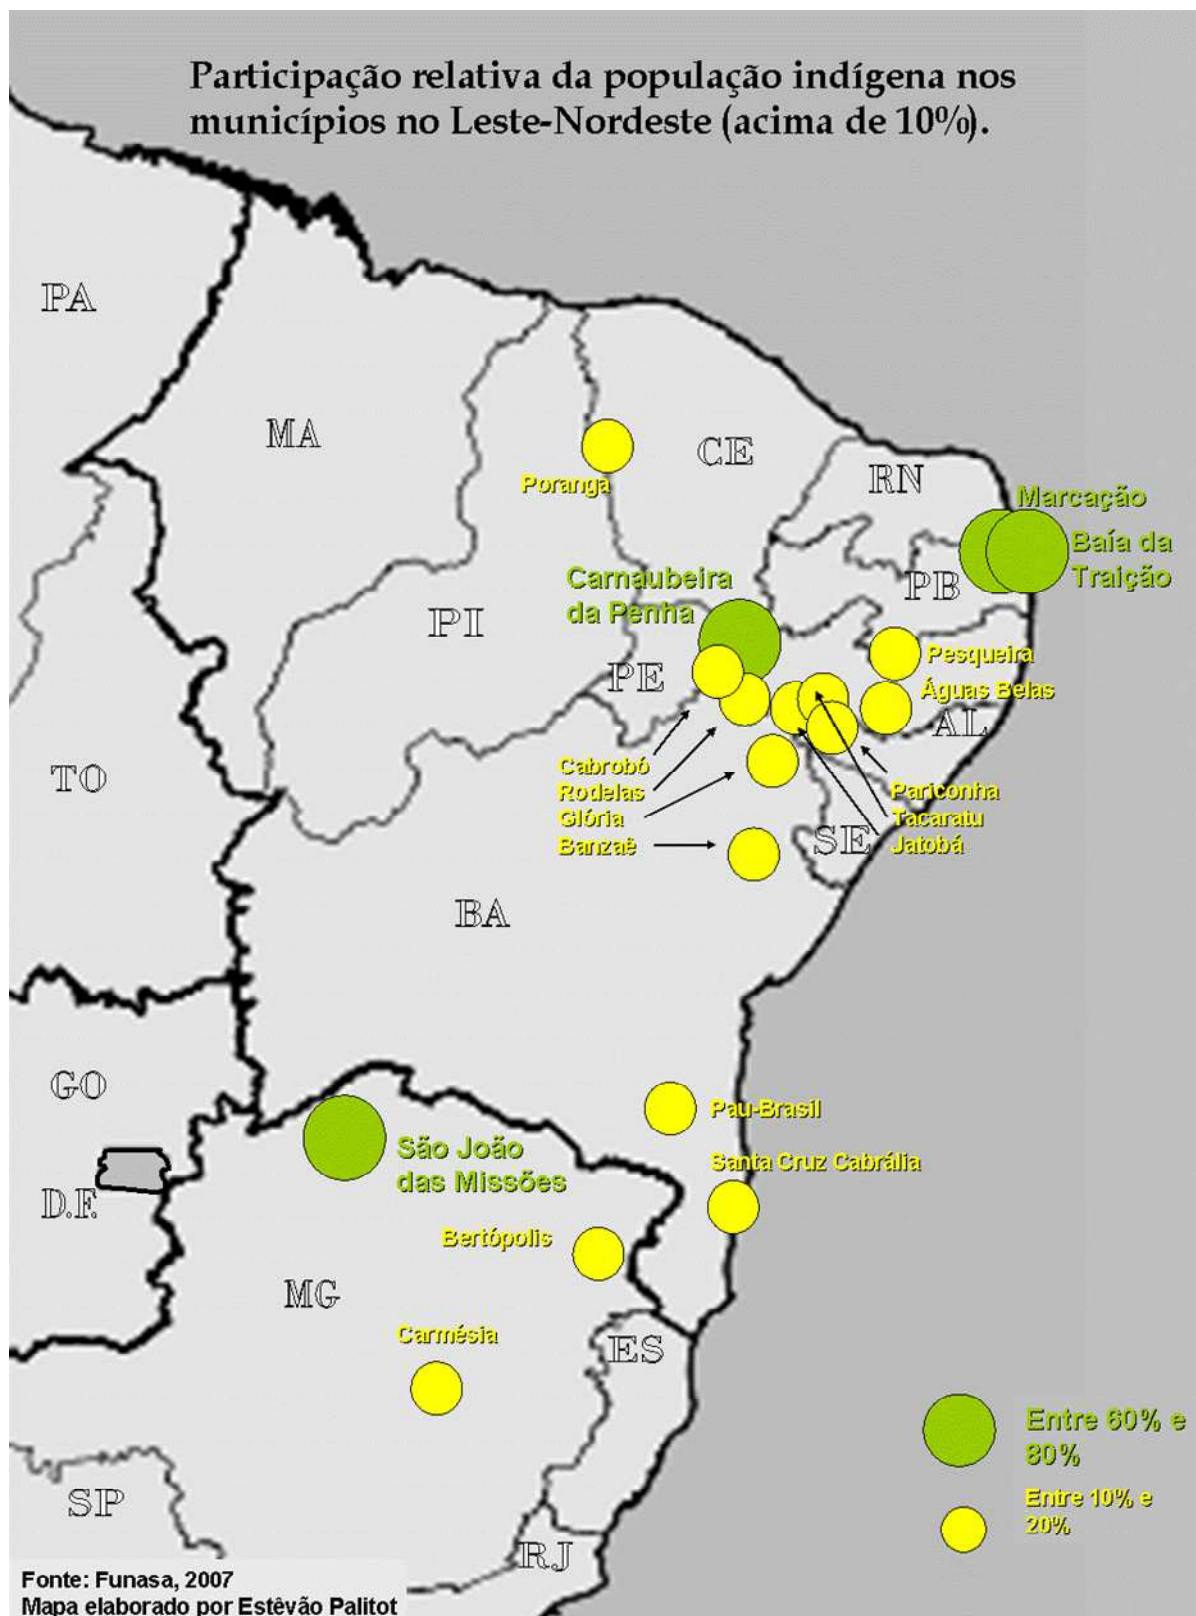 Participação relativa da população indígena nos
municípios no Leste-Nordeste (acima de 10%).
PA
MA
CE
RN
Poranga
Marcação
Baía da
Traição
PB
Carnaubeira
da Penha
PI
PE
Pesqueira
Águas Belas
AL
TO
Cabrobó
Rodelas
Glória
Banzaê
Pariconha
Tacaratu
Jatobá
SE
BA
GO
Pau-Brasil
São João
das Missões
Santa Cruz Cabrália
D.F.
Bertópolis
MG
Carmésia
ES
Entre 60% e
80%
SP
Entre 10% e
20%
RJ
Fonte: Funasa, 2007
Mapa elaborado por Estêvão Palitot